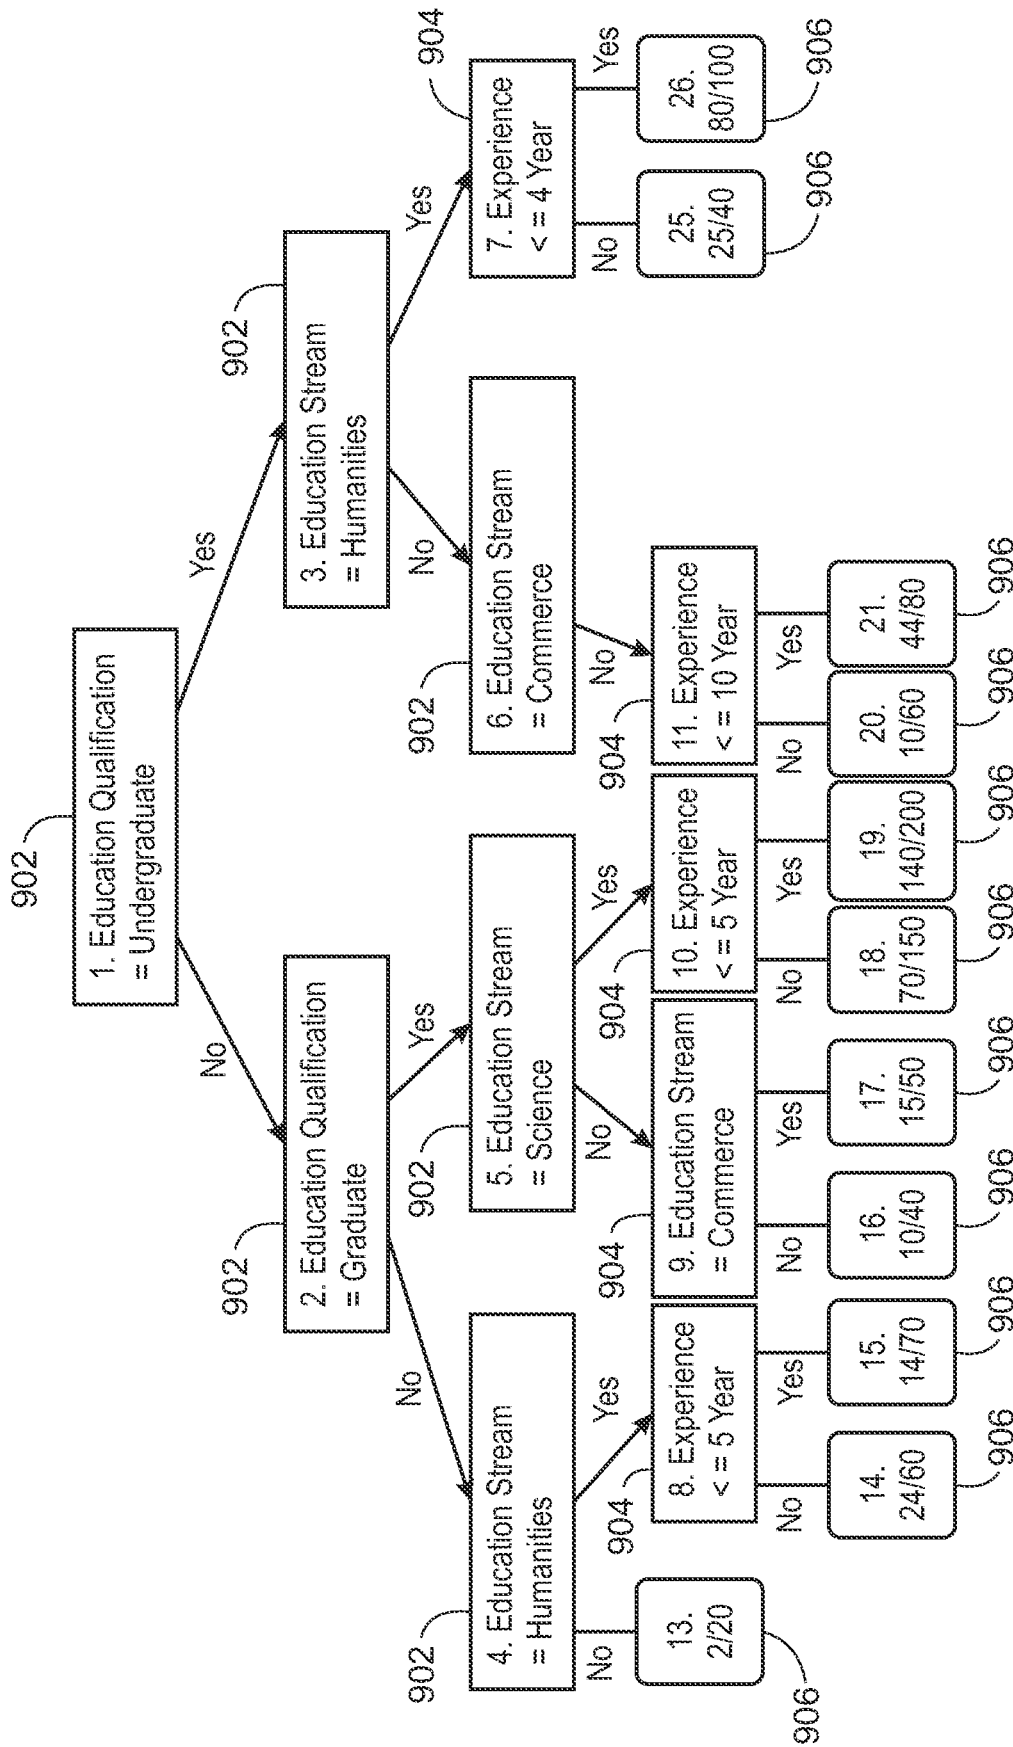 902
1. Education Qualification
= Undergraduate
No
Yes
902
2. Education Qualification
= Graduate
902
3. Education Stream
= Humanities
No
Yes
No
Yes
902
4. Education Stream
= Humanities
902
5. Education Stream
= Science
902
6. Education Stream
= Commerce
904
7. Experience
< = 4 Year
No
Yes
No
Yes
No
No
Yes
13.
2/20
906
904
8. Experience
< = 5 Year
904
9. Education Stream
= Commerce
904
10. Experience
< = 5 Year
904
11. Experience
< = 10 Year
25.
25/40
906
26.
80/100
906
No
Yes
No
Yes
No
Yes
No
Yes
14.
24/60
15.
14/70
16.
10/40
17.
15/50
18.
70/150
19.
140/200
20.
10/60
21.
44/80
906
906
906
906
906
906
906
906